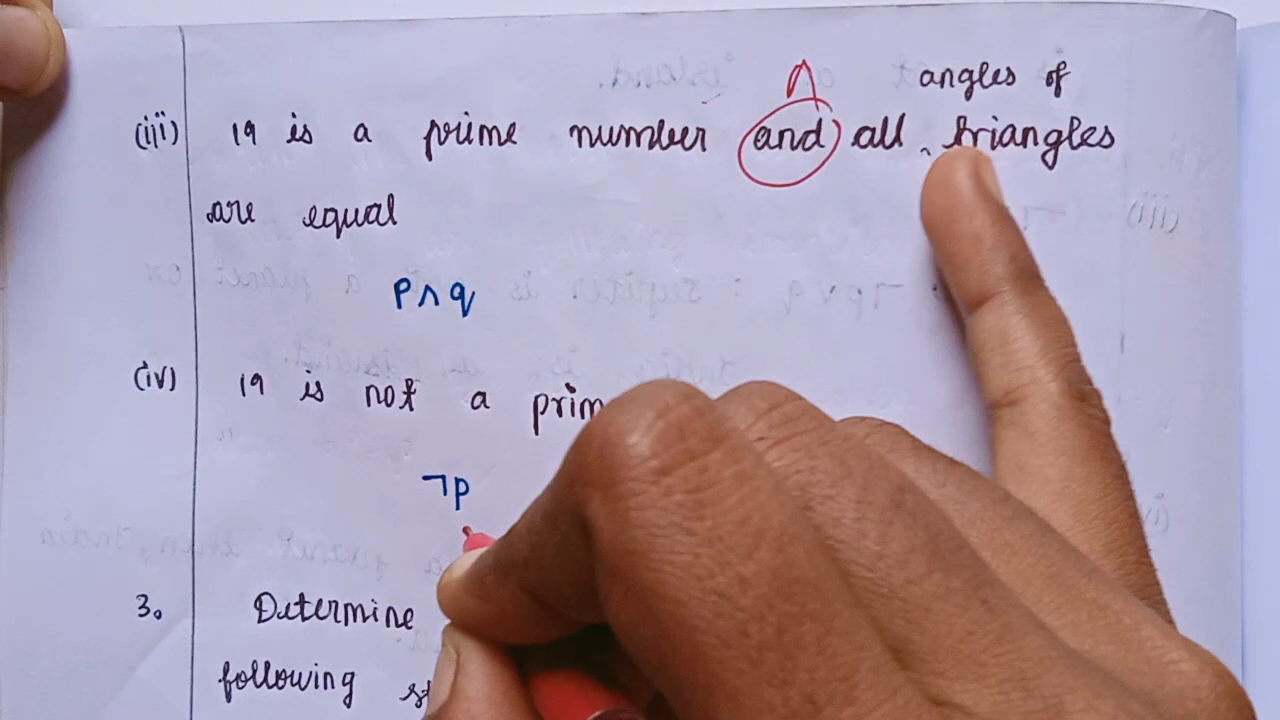 angles of
(iii) 19 is a prime number and all ‸ triangles
∧
are equal
p∧q
(iv) 19 is not a
¬p
3. Determine
following